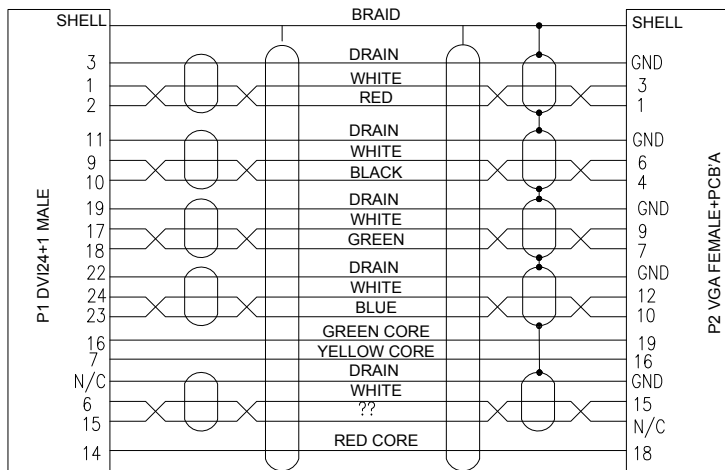 BRAID
SHELL SHELL
3 DRAIN GND
1 WHITE 3
2 RED 1
11 DRAIN GND
9 WHITE 6
10 BLACK 4
19 DRAIN GND
17 WHITE 9
18 GREEN 7
22 DRAIN GND
24 WHITE 12
23 BLUE 10
16 GREEN CORE 19
7 YELLOW CORE 16
N/C DRAIN GND
6 WHITE 15
15 ?? N/C
14 RED CORE 18
P1 DVI24+1 MALE
P2 VGA FEMALE+PCB'A